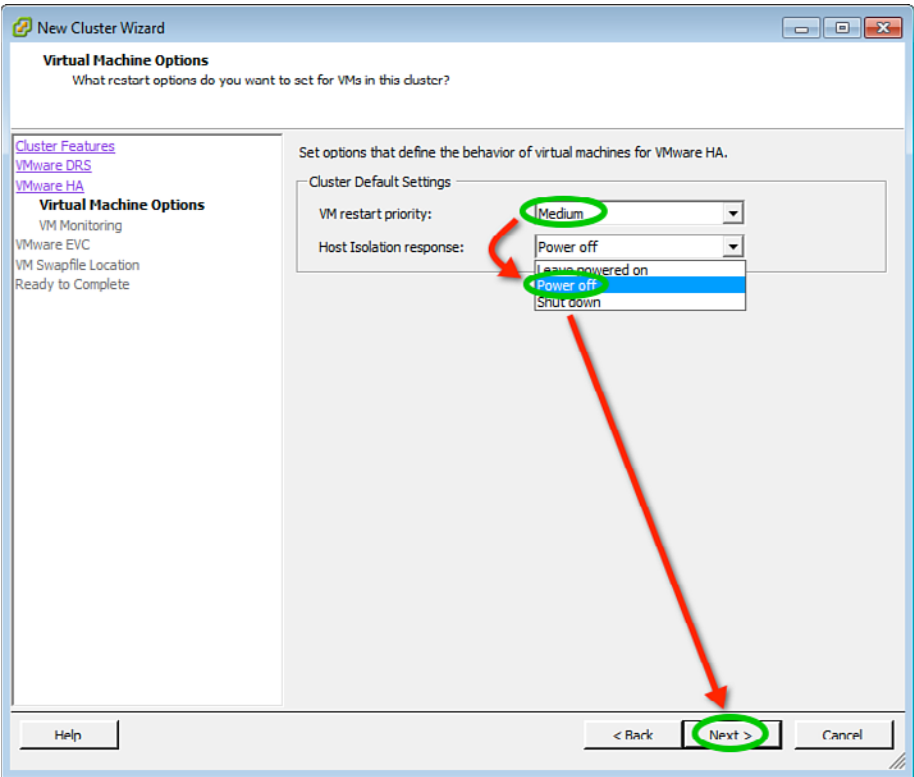 New Cluster Wizard
Virtual Machine Options
What restart options do you want to set for VMs in this cluster?
Cluster Features
VMware DRS
VMware HA
Virtual Machine Options
VM Monitoring
VMware EVC
VM Swapfile Location
Ready to Complete
Set options that define the behavior of virtual machines for VMware HA.
Cluster Default Settings
VM restart priority:
Medium
Host Isolation response:
Power off
Leave powered on
Power off
Shut down
Help
< Back
Next >
Cancel